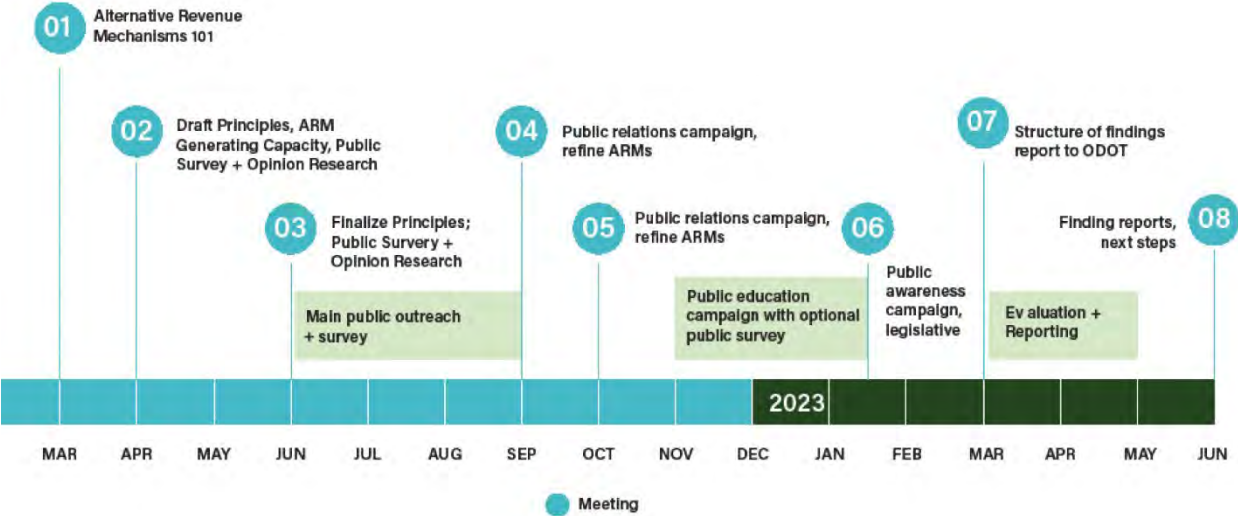 01
Alternative Revenue
Mechanisms 101
02
Draft Principles, ARM
Generating Capacity, Public
Survey + Opinion Research
03
Finalize Principles;
Public Survery +
Opinion Research
04
Public relations campaign,
refine ARMs
05
Public relations campaign,
refine ARMs
06
Public
awareness
campaign,
legislative
07
Structure of findings
report to ODOT
08
Finding reports,
next steps
Main public outreach
+ survey
Public education
campaign with optional
public survey
Ev aluation +
Reporting
2023
MAR APR MAY JUN JUL AUG SEP OCT NOV DEC JAN FEB MAR APR MAY JUN
Meeting